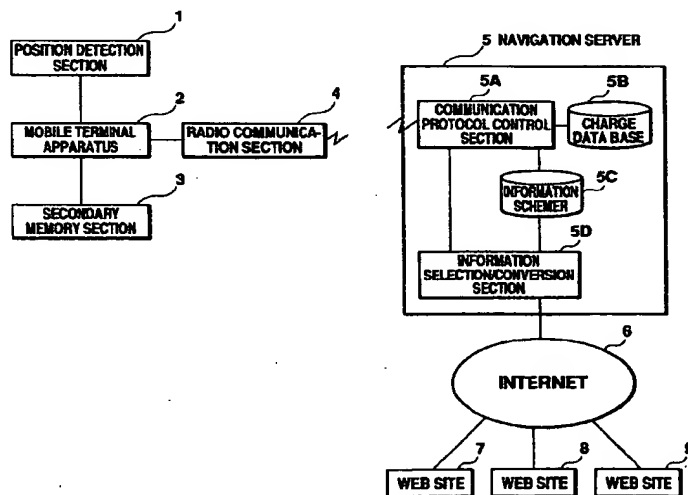 1
POSITION DETECTION
SECTION
2
MOBILE TERMINAL
APPARATUS
4
RADIO COMMUNICA-
TION SECTION
3
SECONDARY
MEMORY SECTION
5 NAVIGATION SERVER
5A
COMMUNICATION
PROTOCOL CONTROL
SECTION
5B
CHARGE
DATA BASE
INFORMATION
SCHEMER
5C
5D
INFORMATION
SELECTION/CONVERSION
SECTION
6
INTERNET
7
WEB SITE
8
WEB SITE
9
WEB SITE